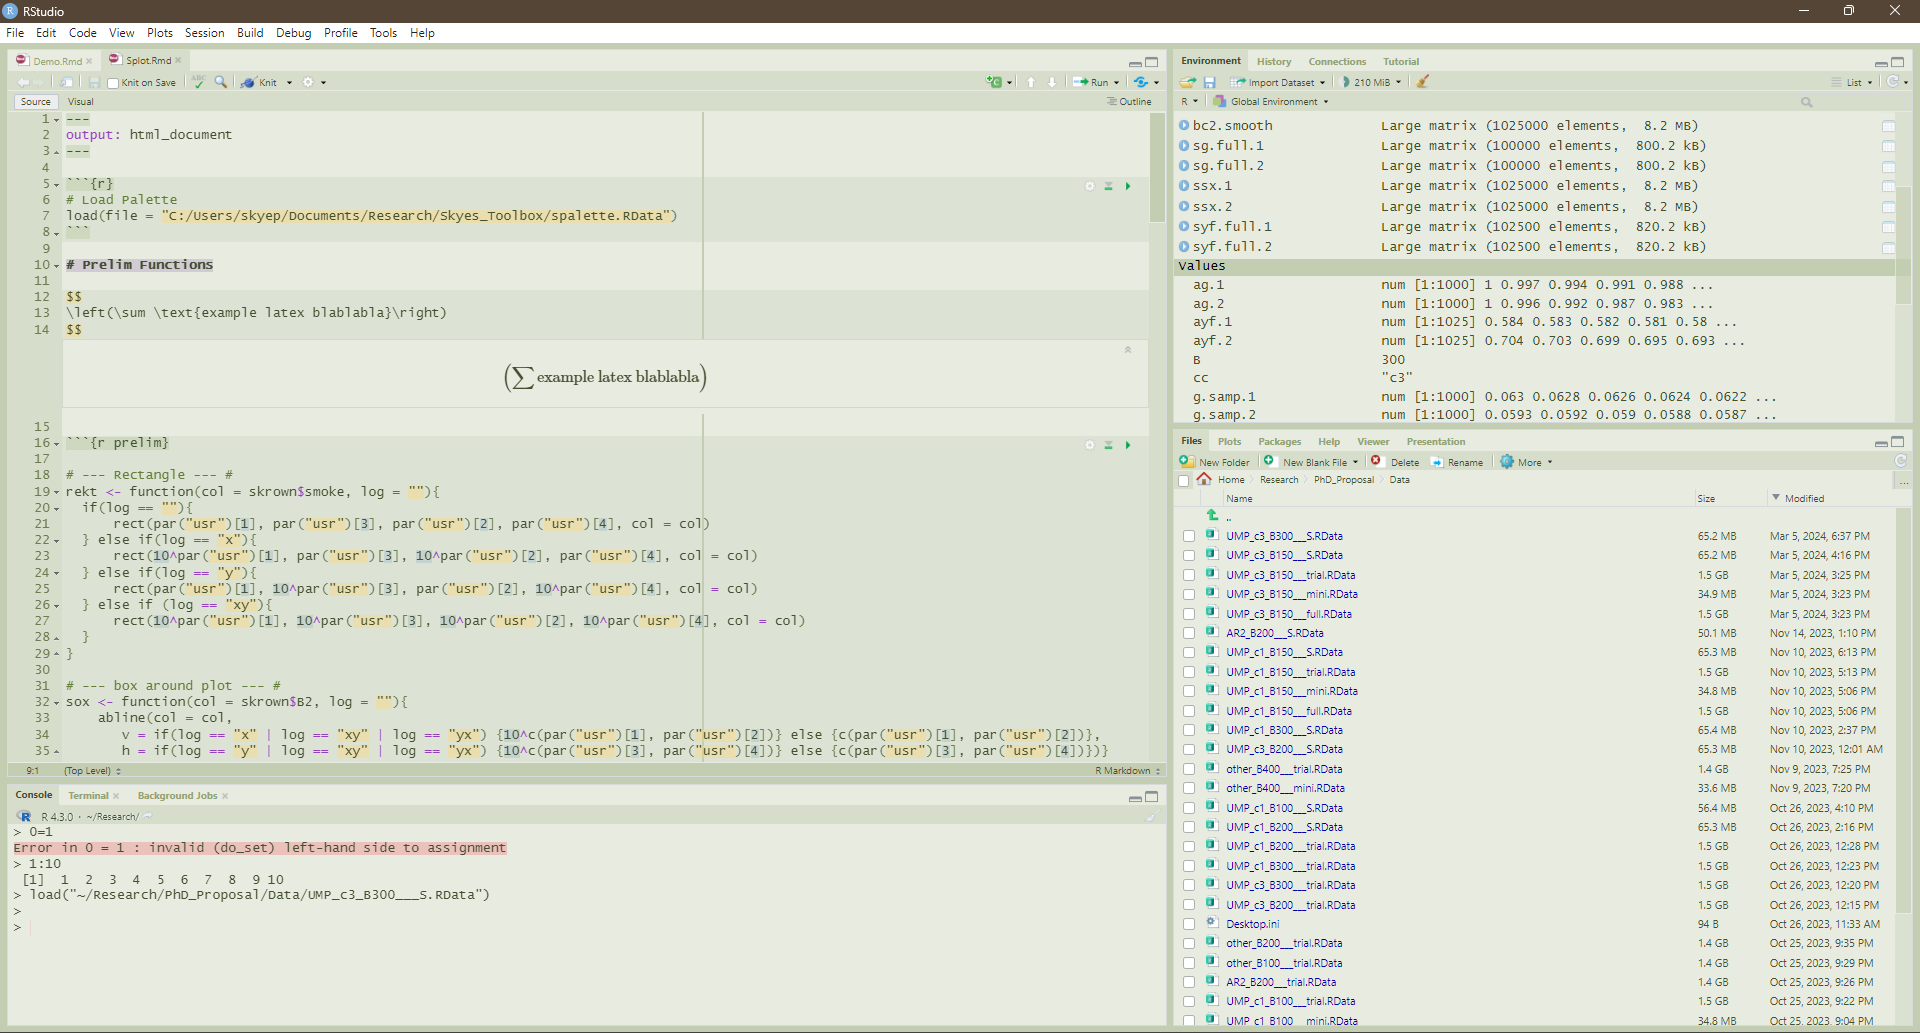 RStudio
File Edit Code View Plots Session Build Debug Profile Tools Help
Demo.Rmd Splot.Rmd
Knit on Save ABC Knit Run
Source Visual Outline
1 ---
2 output: html_document
3 ---
4
5 ```{r}
6 # Load Palette
7 load(file = "C:/Users/skyep/Documents/Research/Skyes_Toolbox/spalette.RData")
8 ```
9
10 # Prelim Functions
11
12 $$
13 \left(\sum \text{example latex blablabla}\right)
14 $$
(∑ example latex blablabla)
15
16 ```{r prelim}
17
18 # --- Rectangle --- #
19 rekt <- function(col = skrown$smoke, log = ""){
20 if(log == ""){
21 rect(par("usr")[1], par("usr")[3], par("usr")[2], par("usr")[4], col = col)
22 } else if(log == "x"){
23 rect(10^par("usr")[1], par("usr")[3], 10^par("usr")[2], par("usr")[4], col = col)
24 } else if(log == "y"){
25 rect(par("usr")[1], 10^par("usr")[3], par("usr")[2], 10^par("usr")[4], col = col)
26 } else if (log == "xy"){
27 rect(10^par("usr")[1], 10^par("usr")[3], 10^par("usr")[2], 10^par("usr")[4], col = col)
28 }
29 }
30
31 # --- box around plot --- #
32 sox <- function(col = skrown$B2, log = ""){
33 abline(col = col,
34 v = if(log == "x" | log == "xy" | log == "yx") {10^c(par("usr")[1], par("usr")[2])} else {c(par("usr")[1], par("usr")[2])},
35 h = if(log == "y" | log == "xy" | log == "yx") {10^c(par("usr")[3], par("usr")[4])} else {c(par("usr")[3], par("usr")[4])})}
9:1 (Top Level) R Markdown
Console Terminal Background Jobs
R 4.3.0 · ~/Research/
> 0=1
Error in 0 = 1 : invalid (do_set) left-hand side to assignment
> 1:10
[1] 1 2 3 4 5 6 7 8 9 10
> load("~/Research/PhD_Proposal/Data/UMP_c3_B300___S.RData")
>
>
Environment History Connections Tutorial
Import Dataset 210 MiB List
R Global Environment
bc2.smooth Large matrix (1025000 elements, 8.2 MB)
sg.full.1 Large matrix (100000 elements, 800.2 kB)
sg.full.2 Large matrix (100000 elements, 800.2 kB)
ssx.1 Large matrix (1025000 elements, 8.2 MB)
ssx.2 Large matrix (1025000 elements, 8.2 MB)
syf.full.1 Large matrix (102500 elements, 820.2 kB)
syf.full.2 Large matrix (102500 elements, 820.2 kB)
Values
ag.1 num [1:1000] 1 0.997 0.994 0.991 0.988 ...
ag.2 num [1:1000] 1 0.996 0.992 0.987 0.983 ...
ayf.1 num [1:1025] 0.584 0.583 0.582 0.581 0.58 ...
ayf.2 num [1:1025] 0.704 0.703 0.699 0.695 0.693 ...
B 300
cc "c3"
g.samp.1 num [1:1000] 0.063 0.0628 0.0626 0.0624 0.0622 ...
g.samp.2 num [1:1000] 0.0593 0.0592 0.059 0.0588 0.0587 ...
Files Plots Packages Help Viewer Presentation
New Folder New Blank File Delete Rename More
Home Research PhD_Proposal Data ...
Name Size Modified
..
UMP_c3_B300___S.RData 65.2 MB Mar 5, 2024, 6:37 PM
UMP_c3_B150___S.RData 65.2 MB Mar 5, 2024, 4:16 PM
UMP_c3_B150___trial.RData 1.5 GB Mar 5, 2024, 3:25 PM
UMP_c3_B150___mini.RData 34.9 MB Mar 5, 2024, 3:23 PM
UMP_c3_B150___full.RData 1.5 GB Mar 5, 2024, 3:23 PM
AR2_B200___S.RData 50.1 MB Nov 14, 2023, 1:10 PM
UMP_c1_B150___S.RData 65.3 MB Nov 10, 2023, 6:13 PM
UMP_c1_B150___trial.RData 1.5 GB Nov 10, 2023, 5:13 PM
UMP_c1_B150___mini.RData 34.8 MB Nov 10, 2023, 5:06 PM
UMP_c1_B150___full.RData 1.5 GB Nov 10, 2023, 5:06 PM
UMP_c1_B300___S.RData 65.4 MB Nov 10, 2023, 2:37 PM
UMP_c3_B200___S.RData 65.3 MB Nov 10, 2023, 12:01 AM
other_B400___trial.RData 1.4 GB Nov 9, 2023, 7:25 PM
other_B400___mini.RData 33.6 MB Nov 9, 2023, 7:20 PM
UMP_c1_B100___S.RData 56.4 MB Oct 26, 2023, 4:10 PM
UMP_c1_B200___S.RData 65.3 MB Oct 26, 2023, 2:16 PM
UMP_c1_B200___trial.RData 1.5 GB Oct 26, 2023, 12:28 PM
UMP_c1_B300___trial.RData 1.5 GB Oct 26, 2023, 12:23 PM
UMP_c3_B300___trial.RData 1.5 GB Oct 26, 2023, 12:20 PM
UMP_c3_B200___trial.RData 1.5 GB Oct 26, 2023, 12:15 PM
Desktop.ini 94 B Oct 26, 2023, 11:33 AM
other_B200___trial.RData 1.4 GB Oct 25, 2023, 9:35 PM
other_B100___trial.RData 1.4 GB Oct 25, 2023, 9:29 PM
AR2_B200___trial.RData 1.4 GB Oct 25, 2023, 9:26 PM
UMP_c1_B100___trial.RData 1.5 GB Oct 25, 2023, 9:22 PM
UMP_c1_B100___mini.RData 34.8 MB Oct 25, 2023, 9:04 PM